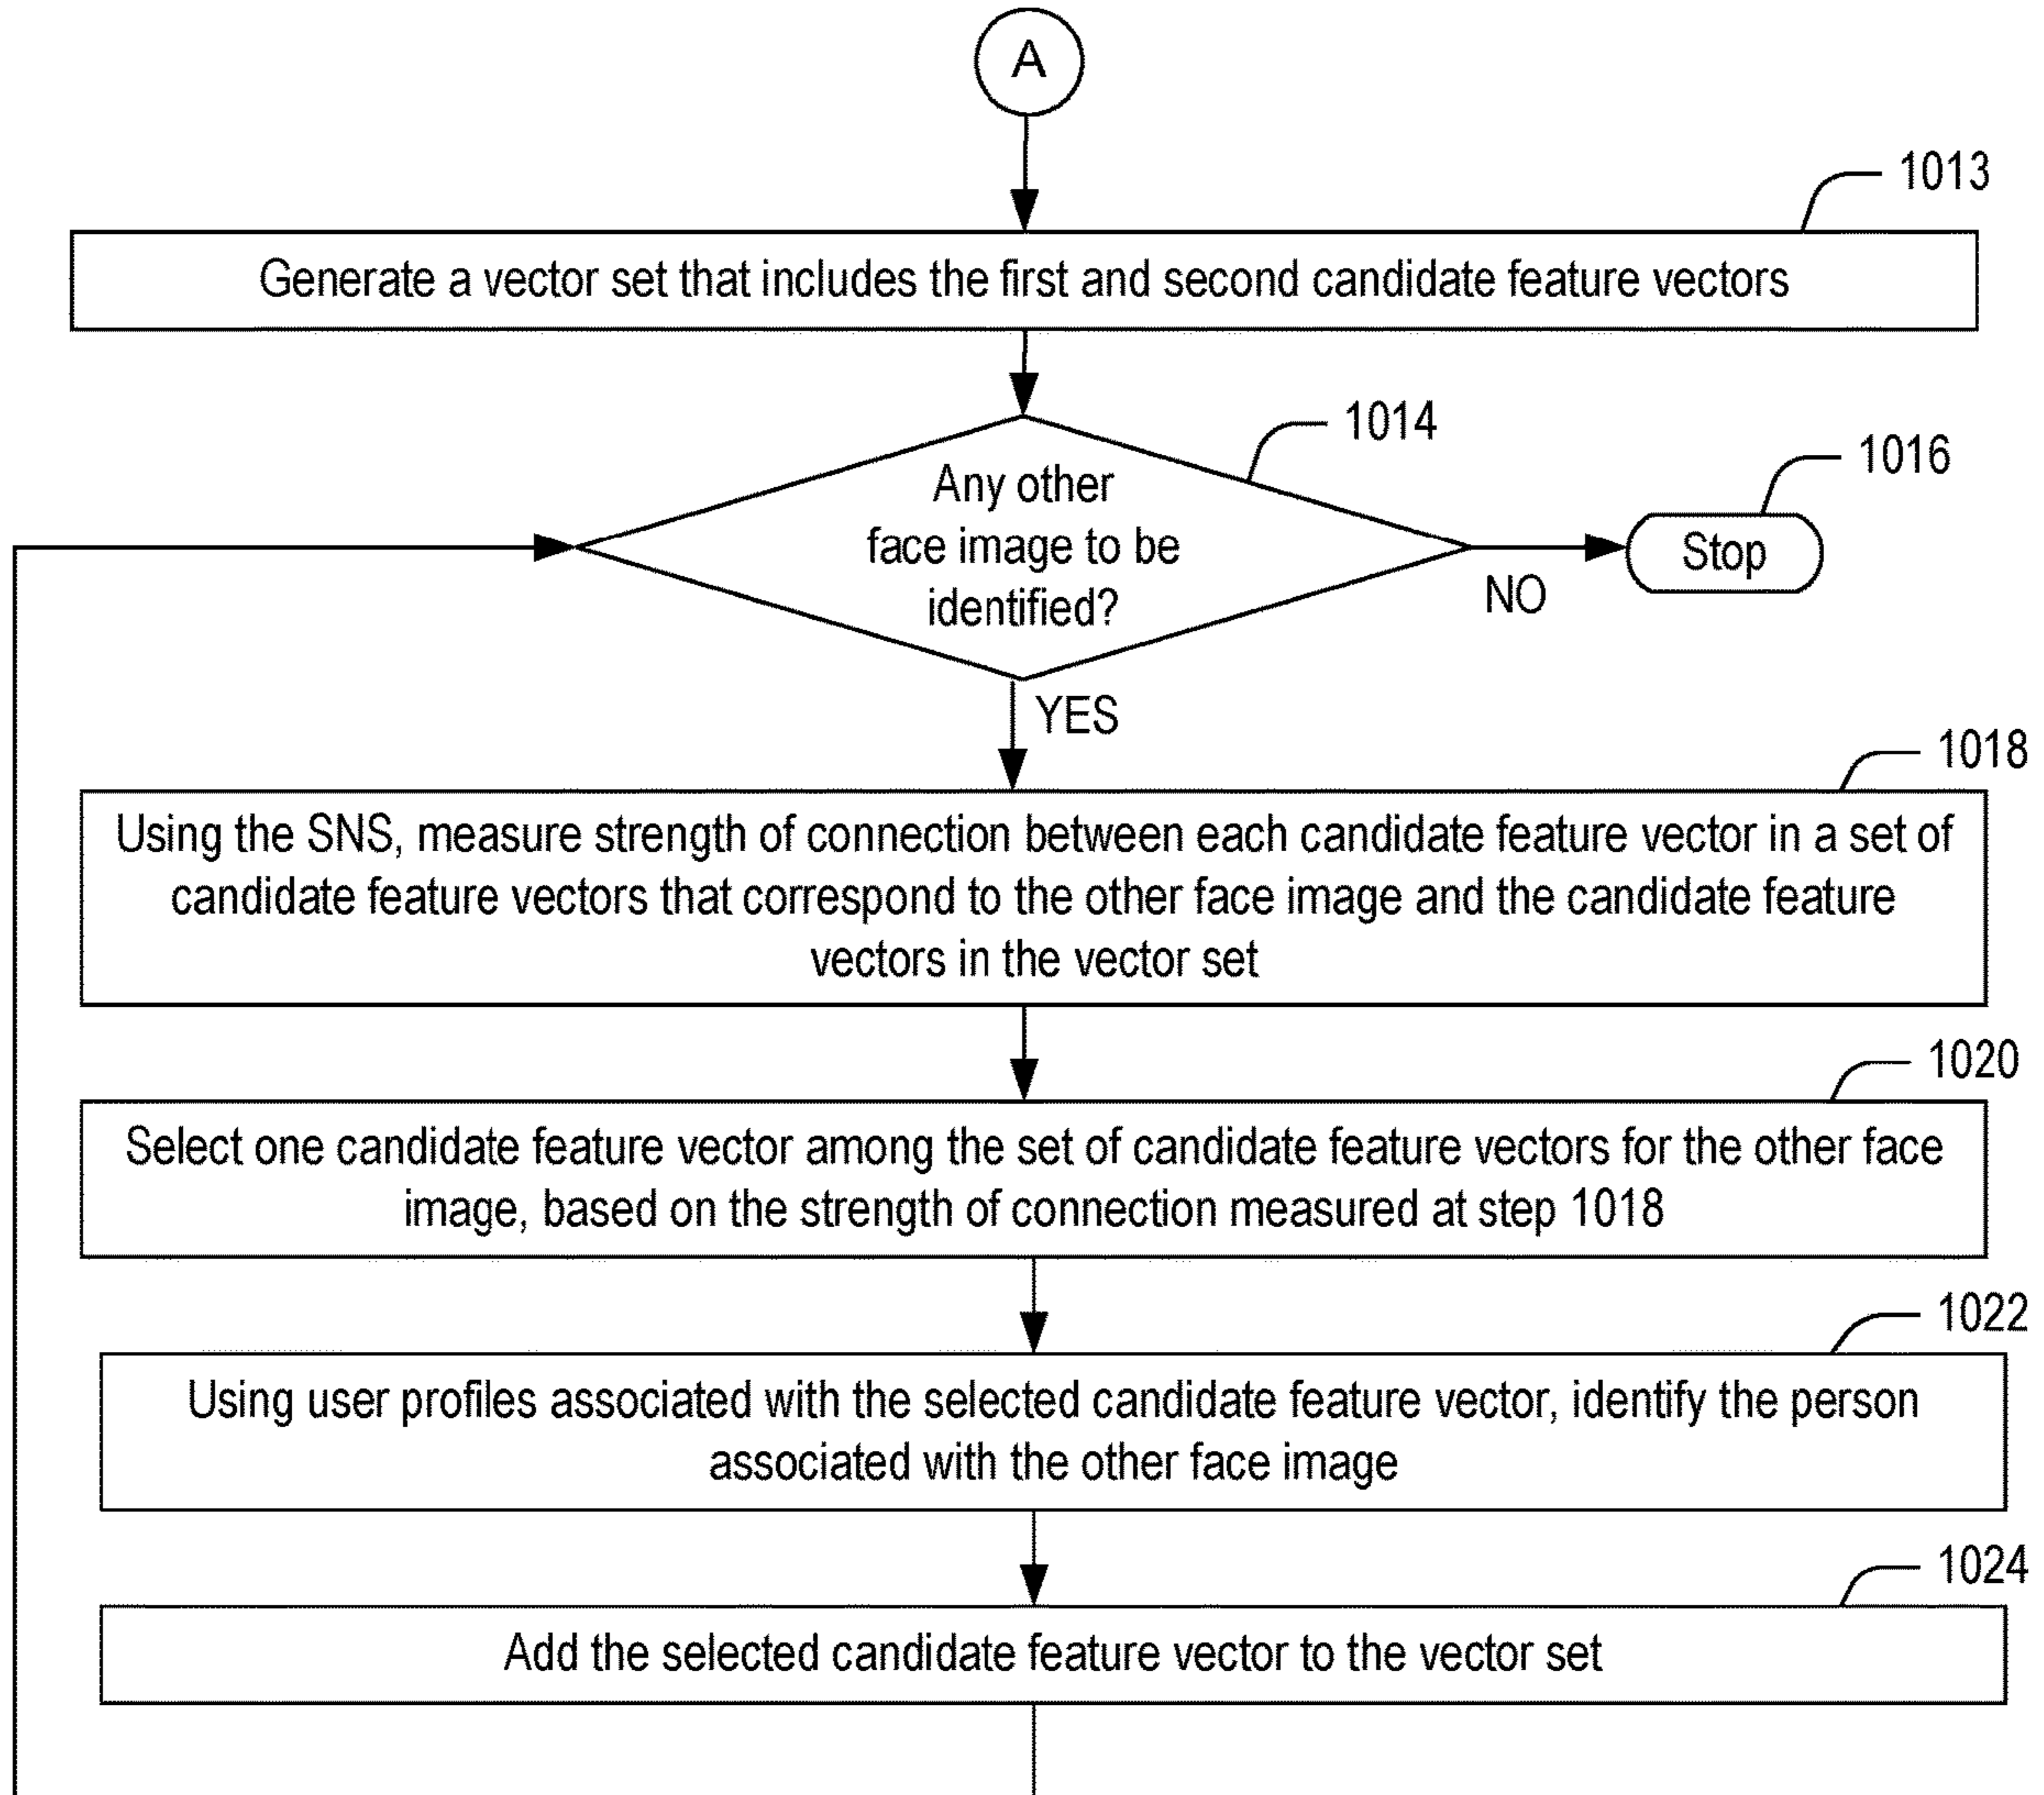 A
1013
Generate a vector set that includes the first and second candidate feature vectors
1014
1016
Any other
face image to be
identified?
Stop
NO
YES
1018
Using the SNS, measure strength of connection between each candidate feature vector in a set of
candidate feature vectors that correspond to the other face image and the candidate feature
vectors in the vector set
1020
Select one candidate feature vector among the set of candidate feature vectors for the other face
image, based on the strength of connection measured at step 1018
1022
Using user profiles associated with the selected candidate feature vector, identify the person
associated with the other face image
1024
Add the selected candidate feature vector to the vector set